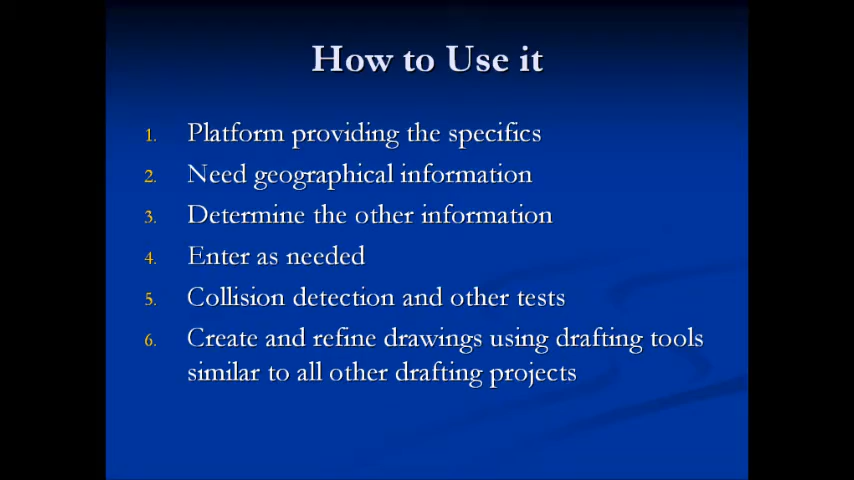 How to Use it
1. Platform providing the specifics
2. Need geographical information
3. Determine the other information
4. Enter as needed
5. Collision detection and other tests
6. Create and refine drawings using drafting tools
similar to all other drafting projects